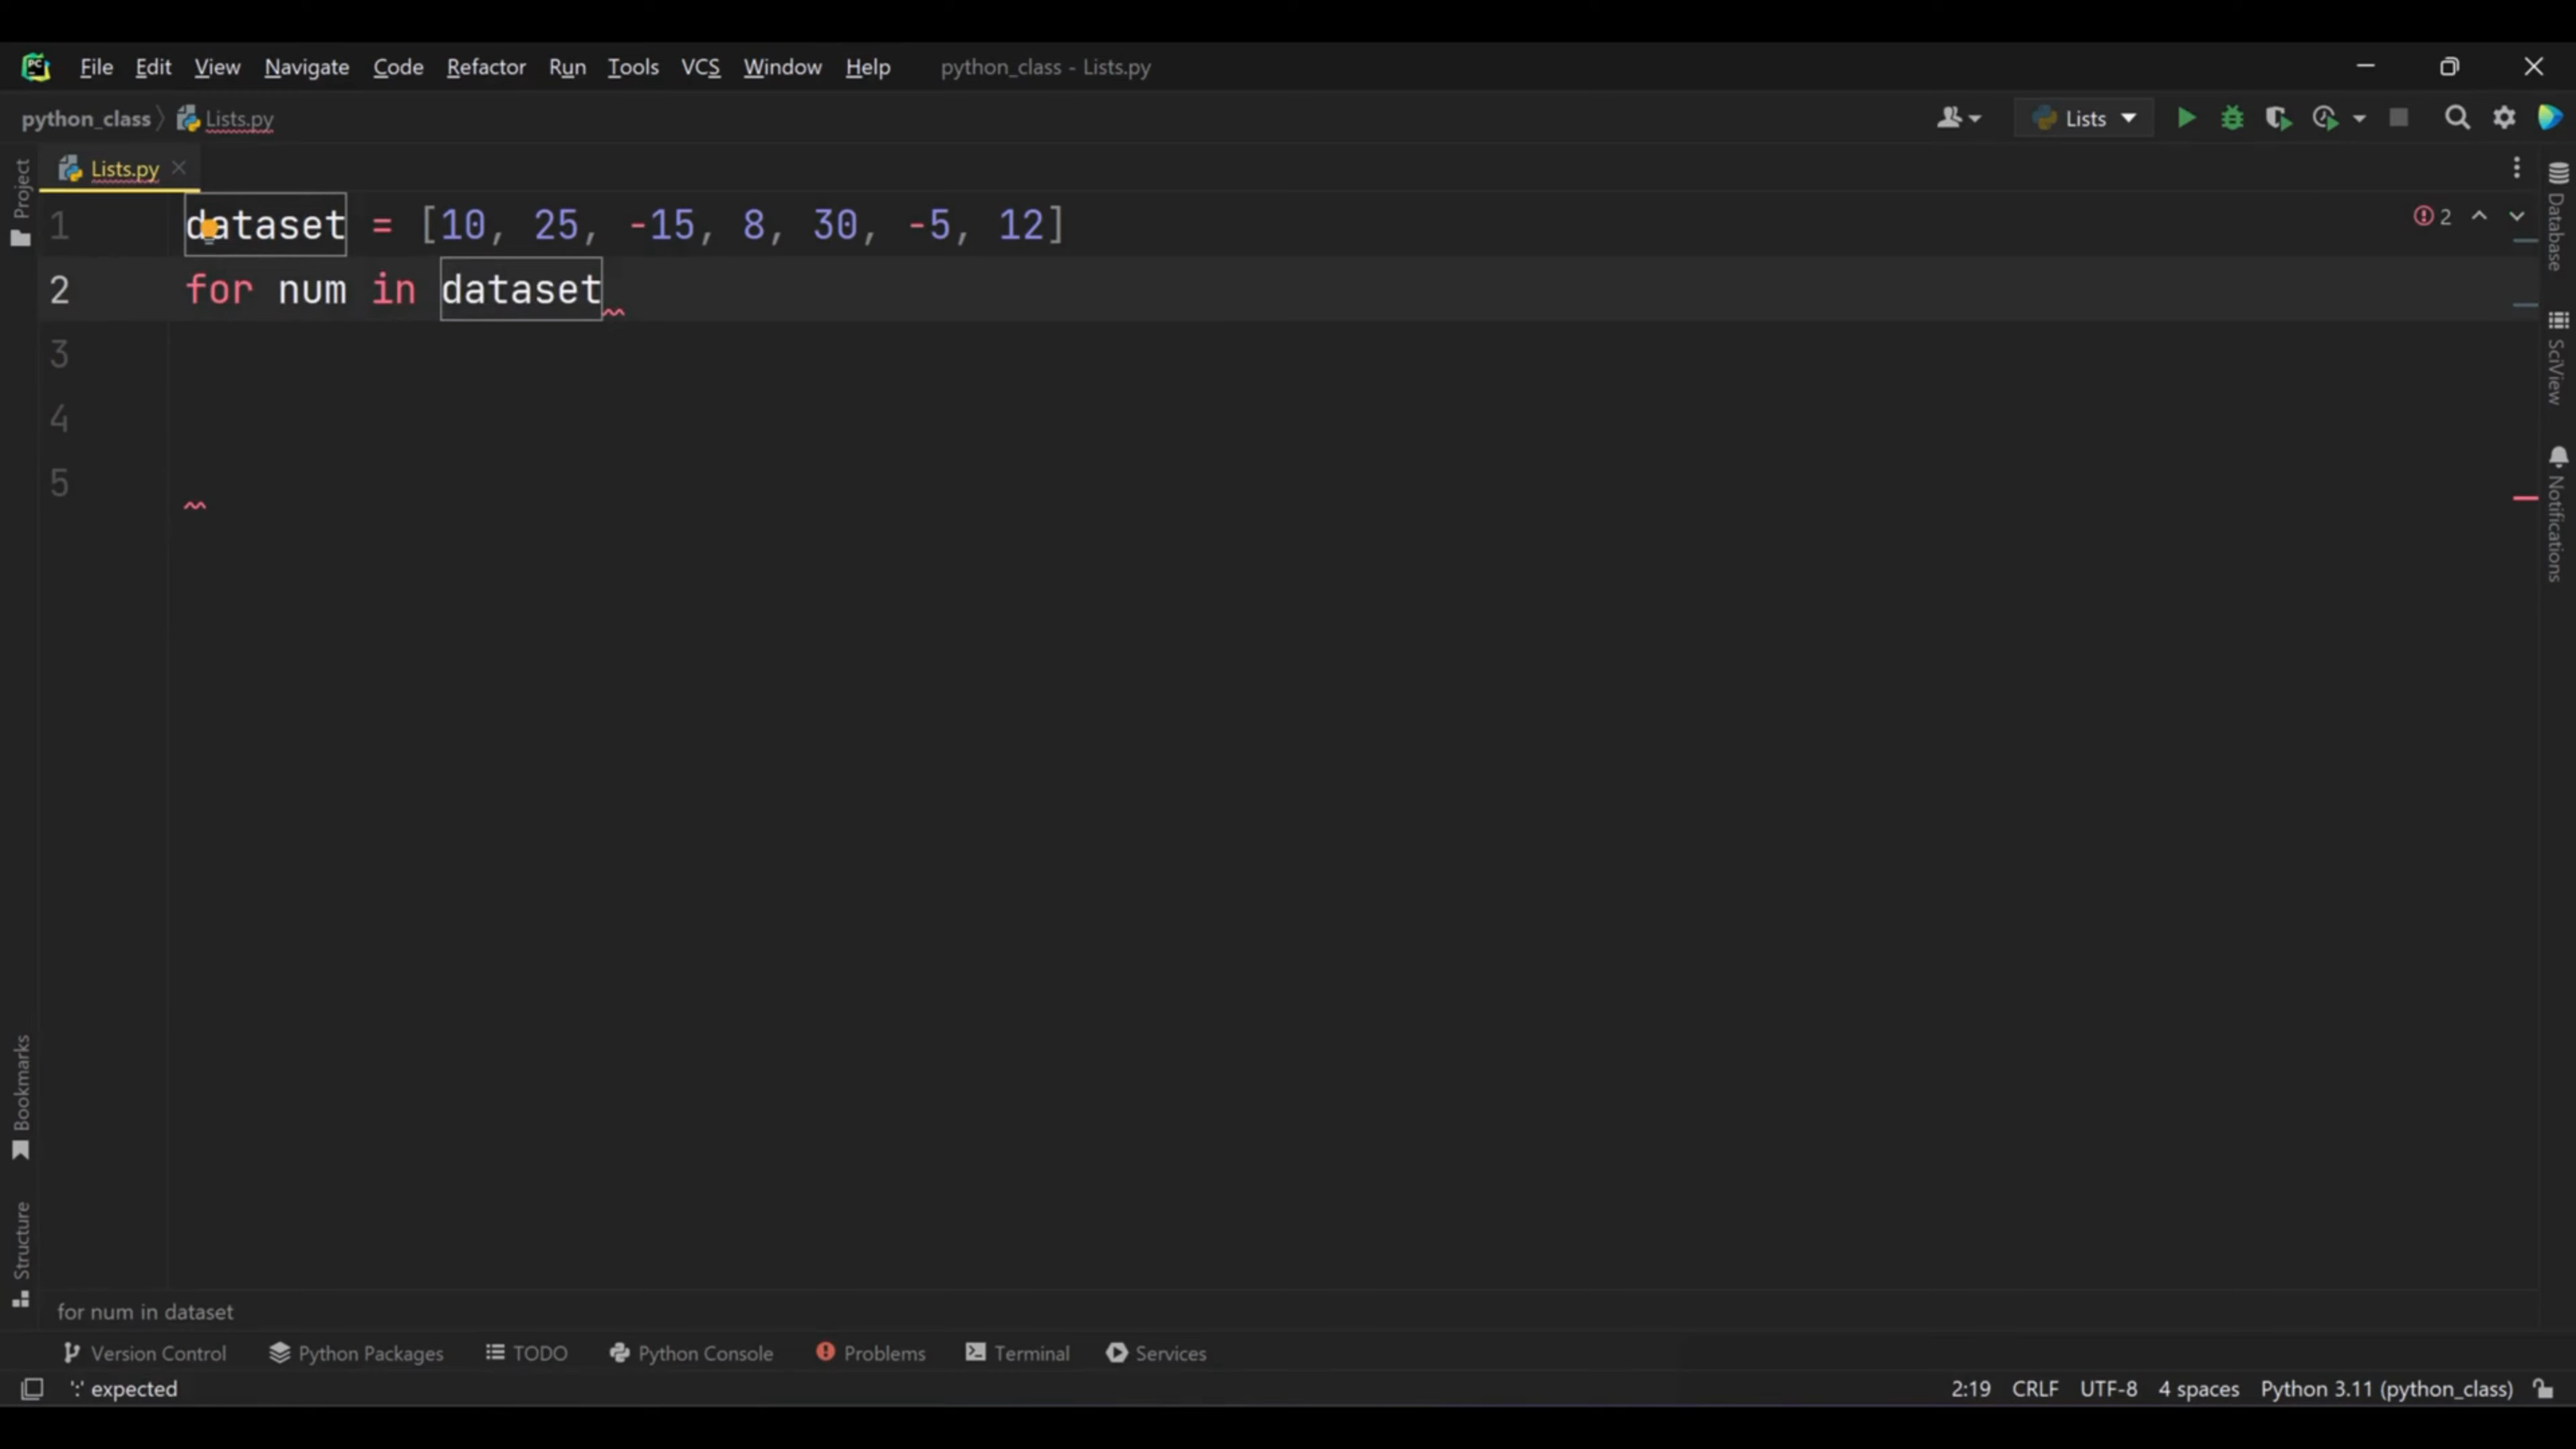 PC File Edit View Navigate Code Refactor Run Tools VCS Window Help python_class - Lists.py
python_class Lists.py Lists
Project Lists.py
1 dataset = [10, 25, -15, 8, 30, -5, 12] 2
2 for num in dataset
3
4
5
Database
SciView
Notifications
Bookmarks
Structure
for num in dataset
Version Control Python Packages TODO Python Console Problems Terminal Services
':' expected 2:19 CRLF UTF-8 4 spaces Python 3.11 (python_class)